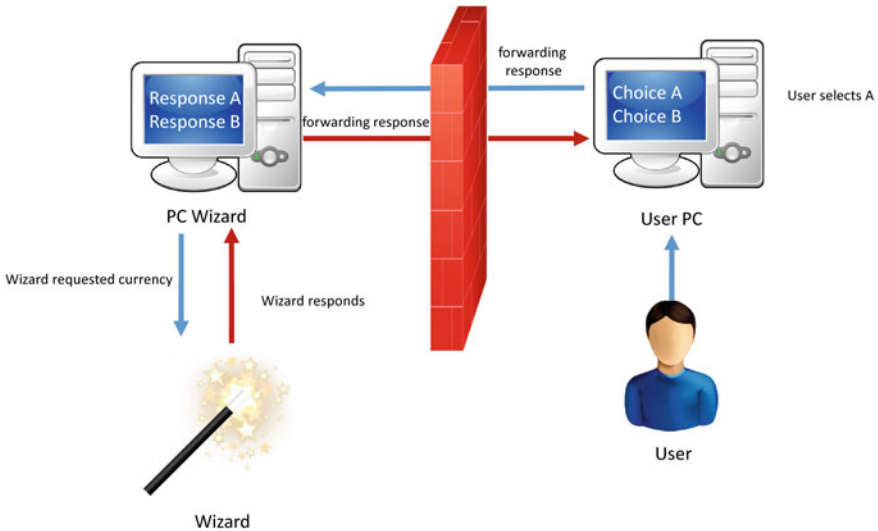 forwarding
response
Response A
Response B
Choice A
Choice B
User selects A
forwarding response
PC Wizard
User PC
Wizard requested currency
Wizard responds
User
Wizard